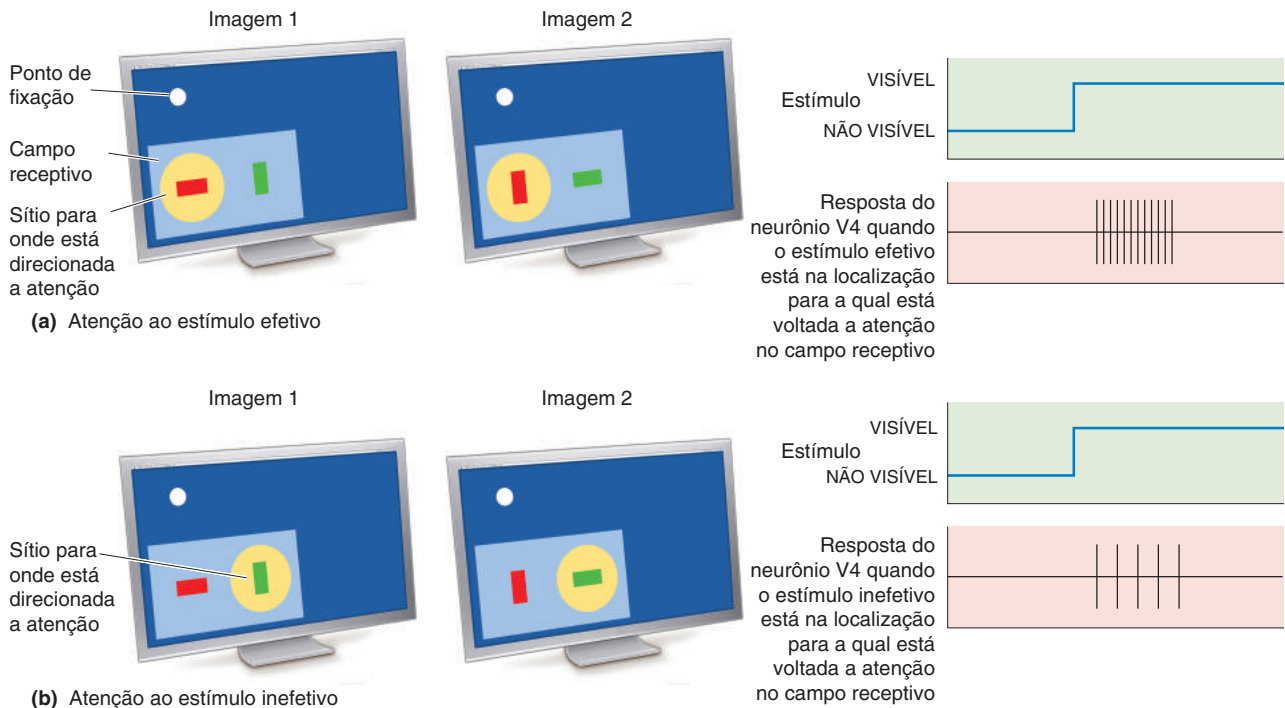 Imagem 1
Imagem 2
Ponto de
fixação
Campo
receptivo
Sítio para
onde está
direcionada
a atenção
VISÍVEL
Estímulo
NÃO VISÍVEL
Resposta do
neurônio V4 quando
o estímulo efetivo
está na localização
para a qual está
voltada a atenção
no campo receptivo
(a) Atenção ao estímulo efetivo
Imagem 1
Imagem 2
Sítio para
onde está
direcionada
a atenção
VISÍVEL
Estímulo
NÃO VISÍVEL
Resposta do
neurônio V4 quando
o estímulo inefetivo
está na localização
para a qual está
voltada a atenção
no campo receptivo
(b) Atenção ao estímulo inefetivo